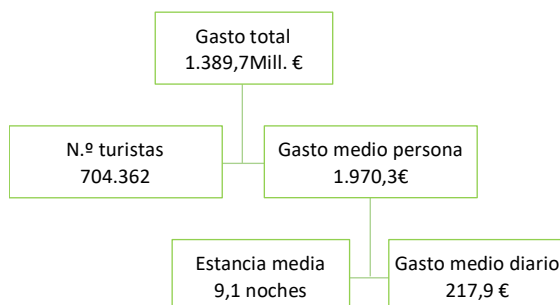 Gasto total
1.389,7Mill. €
N.º turistas
704.362
Gasto medio persona
1.970,3€
Estancia media
9,1 noches
Gasto medio diario
217,9 €